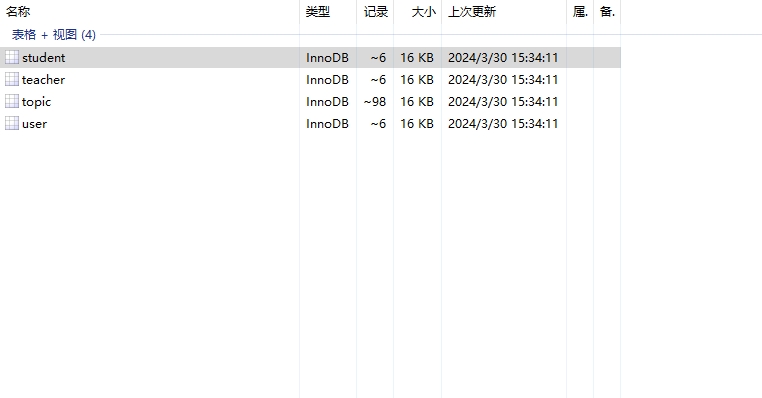 名称 类型 记录 大小 上次更新 属. 备.
表格 + 视图 (4)
student InnoDB ~6 16 KB 2024/3/30 15:34:11
teacher InnoDB ~6 16 KB 2024/3/30 15:34:11
topic InnoDB ~98 16 KB 2024/3/30 15:34:11
user InnoDB ~6 16 KB 2024/3/30 15:34:11